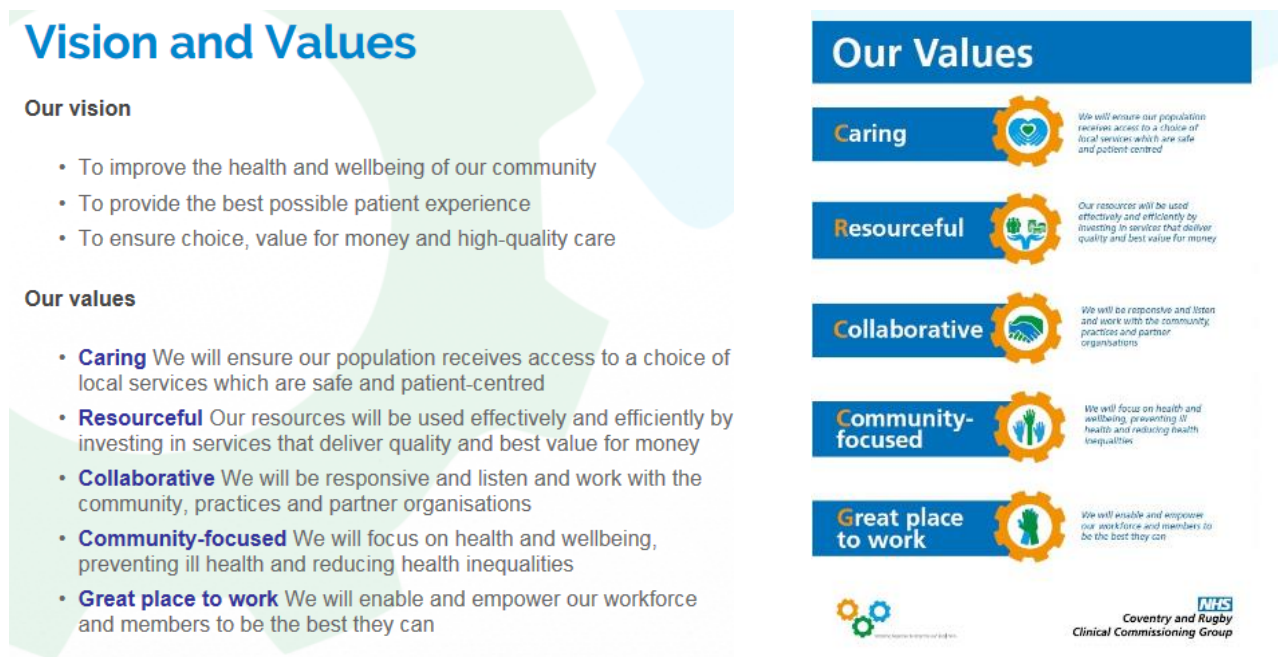 Vision and Values
Our vision
• To improve the health and wellbeing of our community
• To provide the best possible patient experience
• To ensure choice, value for money and high-quality care
Our values
• Caring We will ensure our population receives access to a choice of
local services which are safe and patient-centred
• Resourceful Our resources will be used effectively and efficiently by
investing in services that deliver quality and best value for money
• Collaborative We will be responsive and listen and work with the
community, practices and partner organisations
• Community-focused We will focus on health and wellbeing,
preventing ill health and reducing health inequalities
• Great place to work We will enable and empower our workforce
and members to be the best they can
Our Values
Caring
We will ensure our population
receives access to a choice of
local services which are safe
and patient-centred
Resourceful
Our resources will be used
effectively and efficiently by
investing in services that deliver
quality and best value for money
Collaborative
We will be responsive and listen
and work with the community,
practices and partner
organisations
Community-
focused
We will focus on health and
wellbeing, preventing ill
health and reducing health
inequalities
Great place
to work
We will enable and empower
our workforce and members to
be the best they can
NHS
Coventry and Rugby
Clinical Commissioning Group